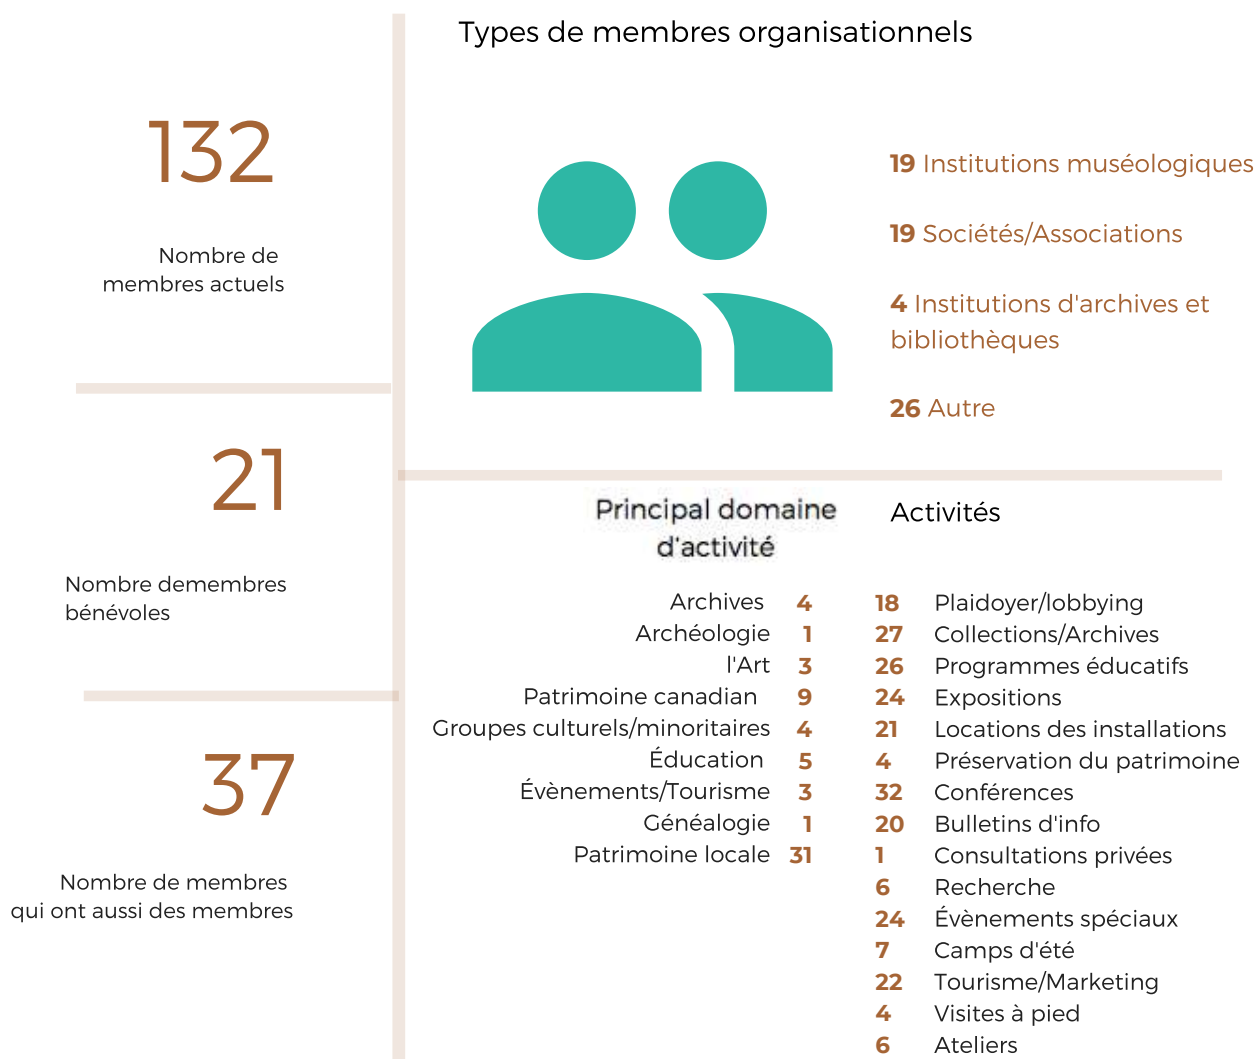 132
Nombre de
membres actuels
21
Nombre demembres
bénévoles
37
Nombre de membres
qui ont aussi des membres
Types de membres organisationnels
19 Institutions muséologiques
19 Sociétés/Associations
4 Institutions d'archives et
bibliothèques
26 Autre
Principal domaine
d'activité
Archives 4
Archéologie 1
l'Art 3
Patrimoine canadian 9
Groupes culturels/minoritaires 4
Éducation 5
Évènements/Tourisme 3
Généalogie 1
Patrimoine locale 31
Activités
18 Plaidoyer/lobbying
27 Collections/Archives
26 Programmes éducatifs
24 Expositions
21 Locations des installations
4 Préservation du patrimoine
32 Conférences
20 Bulletins d'info
1 Consultations privées
6 Recherche
24 Évènements spéciaux
7 Camps d'été
22 Tourisme/Marketing
4 Visites à pied
6 Ateliers